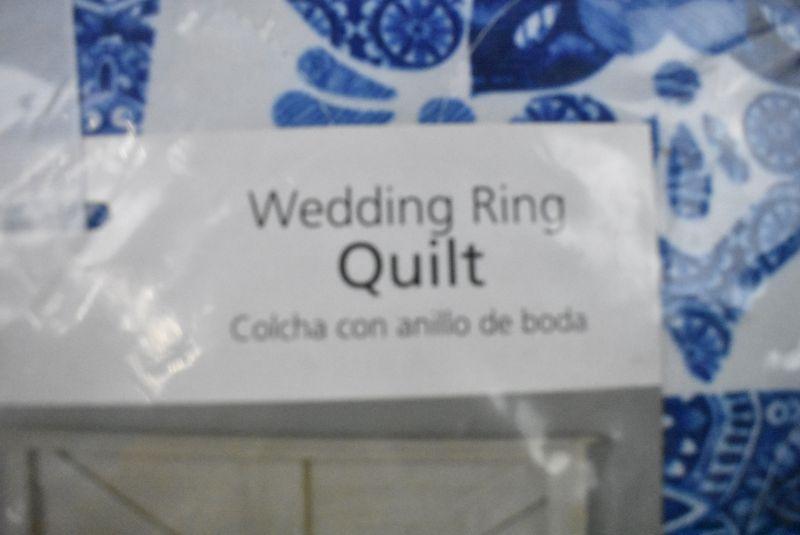 Wedding Ring
Quilt
Colcha con anillo de boda